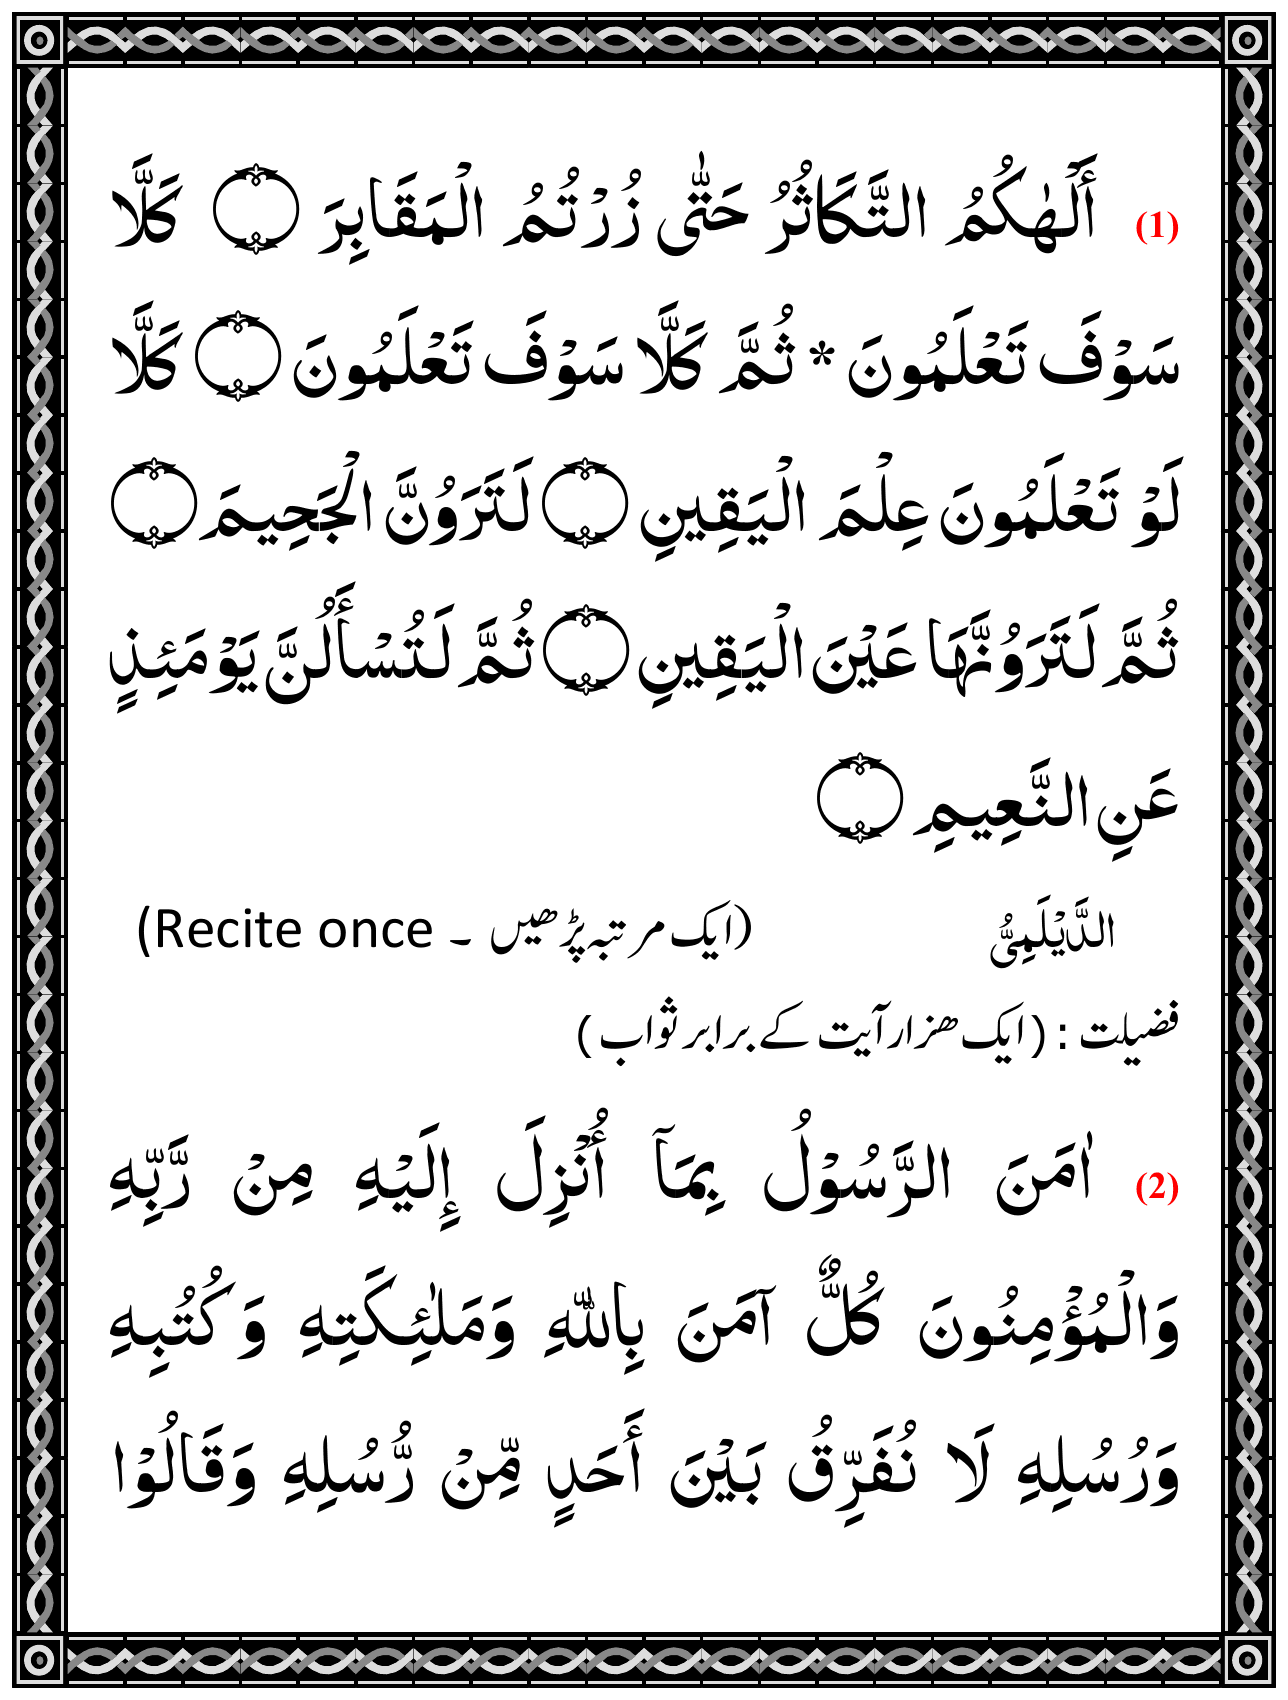 (1) أَلْهٰكُمُ التَّكَاثُرُ حَتّٰى زُرْتُمُ الْمَقَابِرَ ۝ كَلَّا
سَوْفَ تَعْلَمُونَ * ثُمَّ كَلَّا سَوْفَ تَعْلَمُونَ ۝ كَلَّا
لَوْ تَعْلَمُونَ عِلْمَ الْيَقِينِ ۝ لَتَرَوُنَّ الْجَحِيمَ ۝
ثُمَّ لَتَرَوُنَّهَا عَيْنَ الْيَقِينِ ۝ ثُمَّ لَتُسْأَلُنَّ يَوْمَئِذٍ
عَنِ النَّعِيمِ ۝
الدَّيْلَمِىُّ (ایک مرتبہ پڑھیں ۔ Recite once)
فضیلت : (ایک ھزار آیت کے برابر ثواب )
(2) اٰمَنَ الرَّسُوْلُ بِمَآ أُنْزِلَ إِلَيْهِ مِنْ رَّبِّهِ
وَالْمُؤْمِنُونَ كُلٌّ آمَنَ بِاللّٰهِ وَمَلٰئِكَتِهِ وَكُتُبِهِ
وَرُسُلِهِ لَا نُفَرِّقُ بَيْنَ أَحَدٍ مِّنْ رُّسُلِهِ وَقَالُوْا